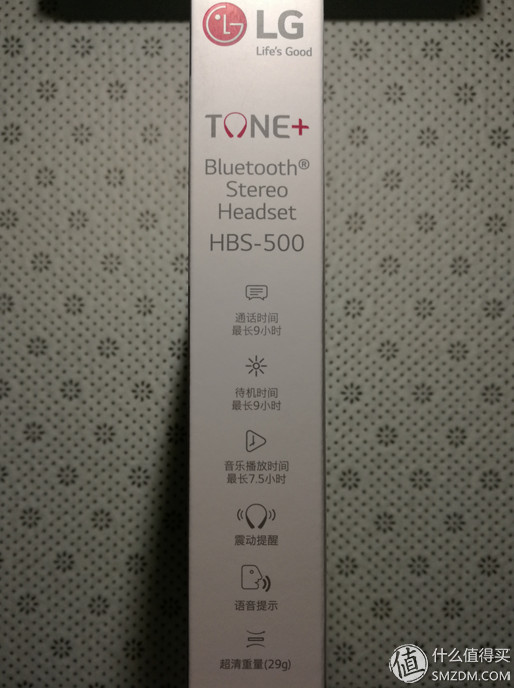 LG
Life's Good
TONE+
Bluetooth®
Stereo
Headset
HBS-500
通话时间
最长9小时
待机时间
最长9小时
音乐播放时间
最长7.5小时
震动提醒
语音提示
超清重量(29g)
值 什么值得买
SMZDM.COM